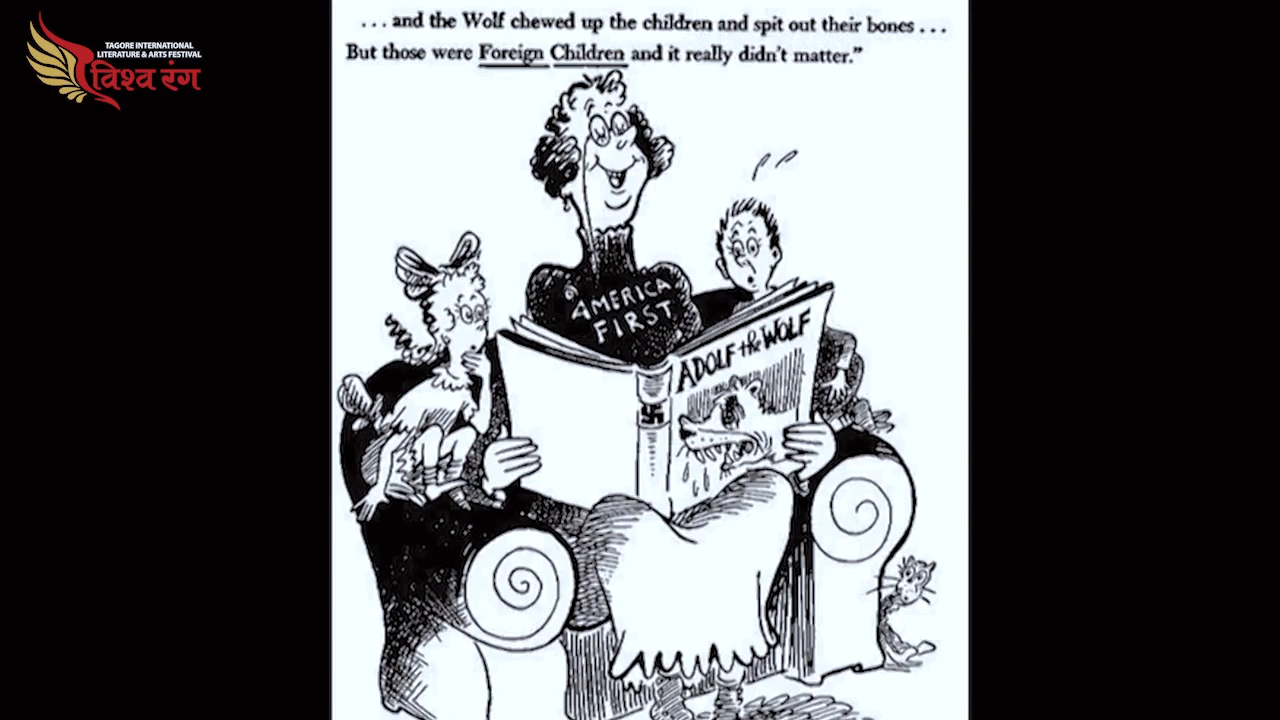 TAGORE INTERNATIONAL
LITERATURE & ARTS FESTIVAL
विश्व रंग
...and the Wolf chewed up the children and spit out their bones...
But those were Foreign Children and it really didn't matter.”
AMERICA
FIRST
ADOLF the WOLF